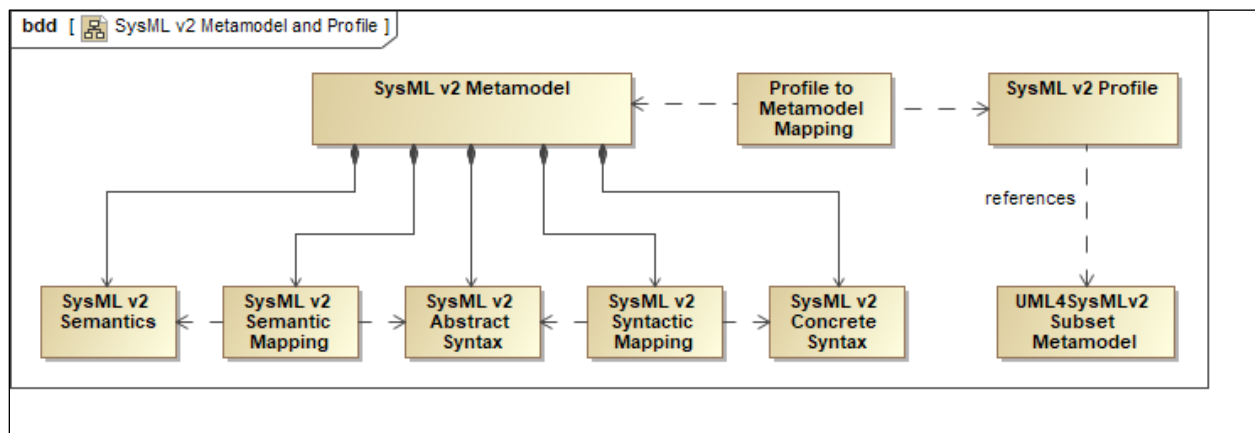 bdd [ SysML v2 Metamodel and Profile ]
SysML v2 Metamodel
Profile to
Metamodel
Mapping
SysML v2 Profile
references
SysML v2
Semantics
SysML v2
Semantic
Mapping
SysML v2
Abstract
Syntax
SysML v2
Syntactic
Mapping
SysML v2
Concrete
Syntax
UML4SysMLv2
Subset
Metamodel